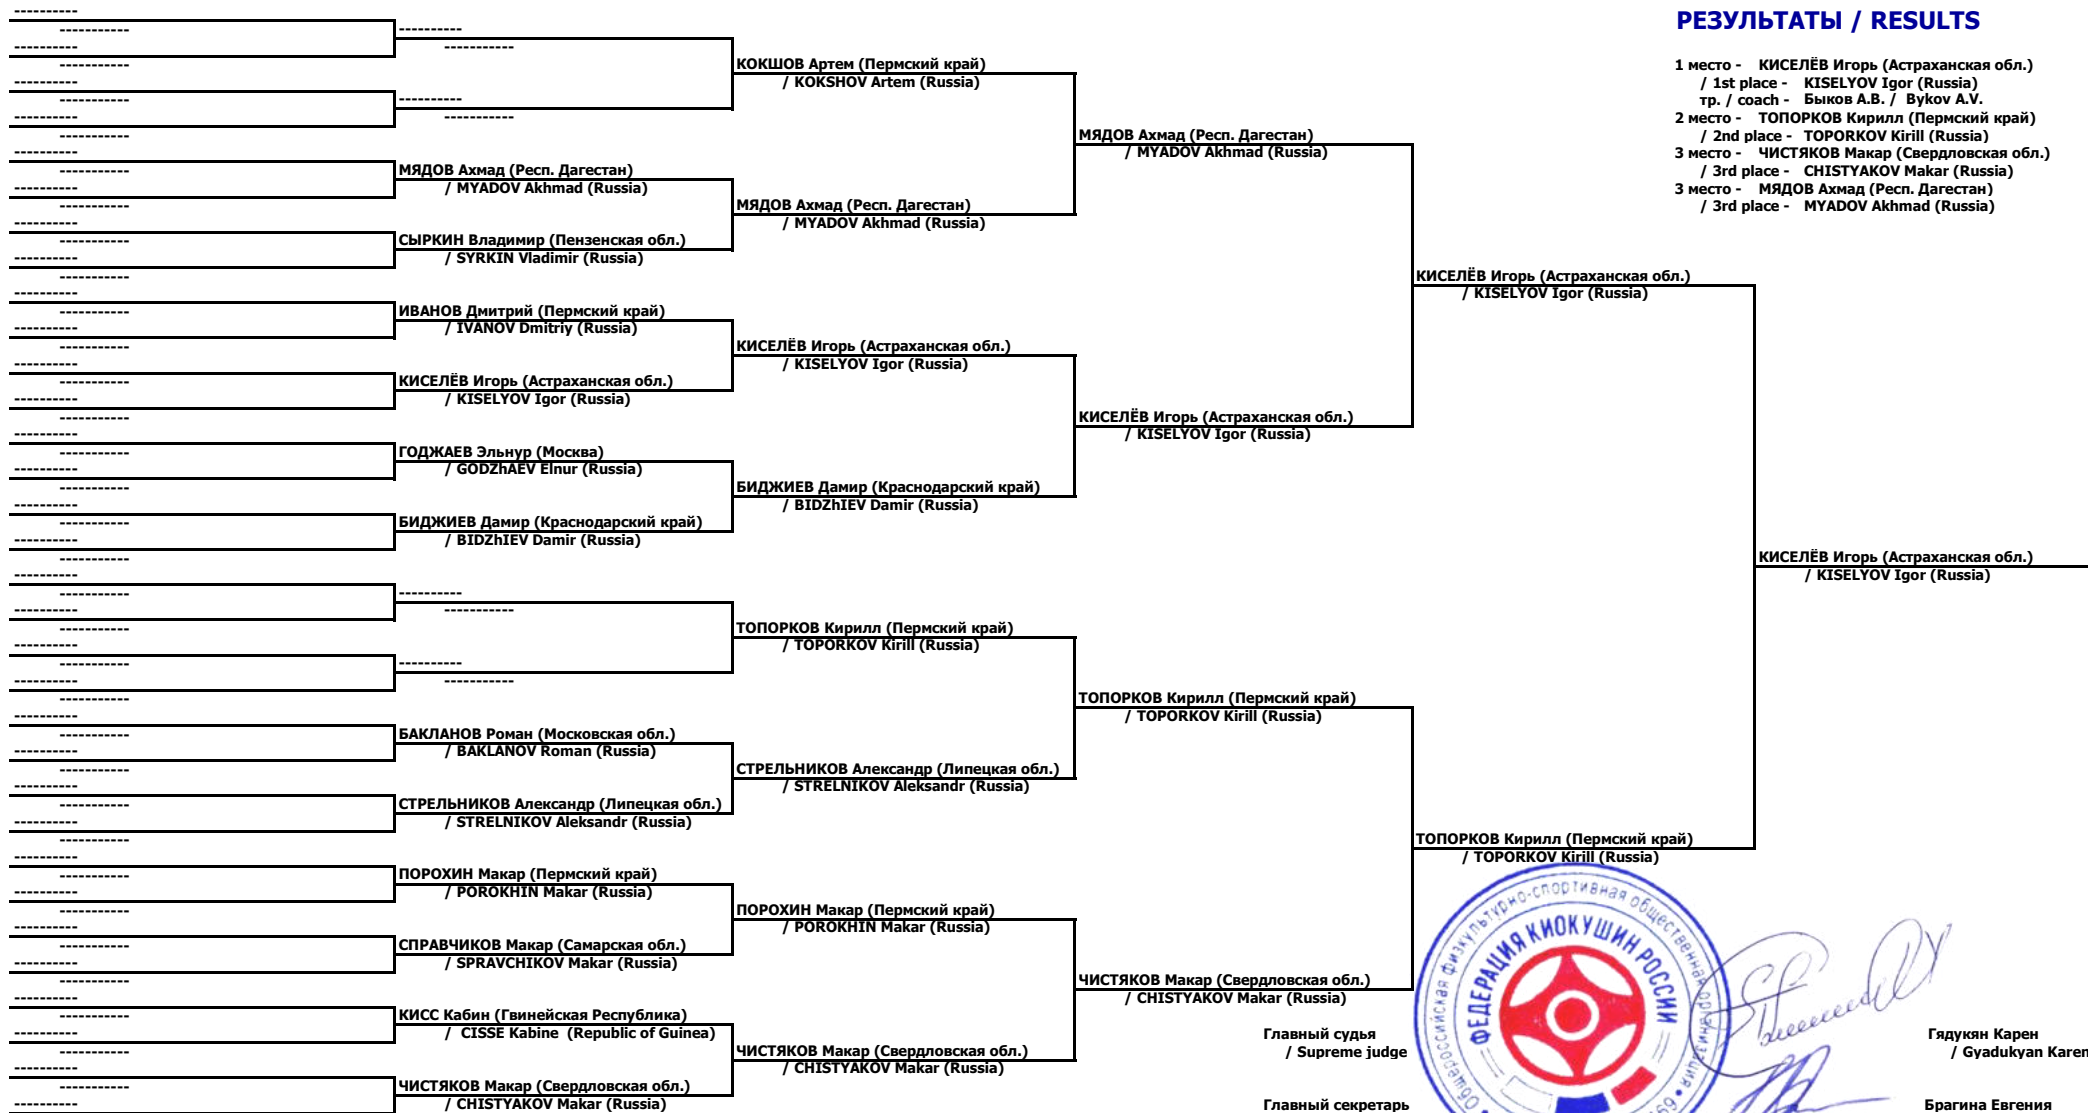 РЕЗУЛЬТАТЫ / RESULTS
1 место - КИСЕЛЁВ Игорь (Астраханская обл.)
/ 1st place - KISELYOV Igor (Russia)
тр. / coach - Быков А.В. / Bykov A.V.
2 место - ТОПОРКОВ Кирилл (Пермский край)
/ 2nd place - TOPORKOV Kirill (Russia)
3 место - ЧИСТЯКОВ Макар (Свердловская обл.)
/ 3rd place - CHISTYAKOV Makar (Russia)
3 место - МЯДОВ Ахмад (Респ. Дагестан)
/ 3rd place - MYADOV Akhmad (Russia)
МЯДОВ Ахмад (Респ. Дагестан)
/ MYADOV Akhmad (Russia)
СЫРКИН Владимир (Пензенская обл.)
/ SYRKIN Vladimir (Russia)
ИВАНОВ Дмитрий (Пермский край)
/ IVANOV Dmitriy (Russia)
КИСЕЛЁВ Игорь (Астраханская обл.)
/ KISELYOV Igor (Russia)
ГОДЖАЕВ Эльнур (Москва)
/ GODZhAEV Elnur (Russia)
БИДЖИЕВ Дамир (Краснодарский край)
/ BIDZhIEV Damir (Russia)
БАКЛАНОВ Роман (Московская обл.)
/ BAKLANOV Roman (Russia)
СТРЕЛЬНИКОВ Александр (Липецкая обл.)
/ STRELNIKOV Aleksandr (Russia)
ПОРОХИН Макар (Пермский край)
/ POROKHIN Makar (Russia)
СПРАВЧИКОВ Макар (Самарская обл.)
/ SPRAVCHIKOV Makar (Russia)
КИСС Кабин (Гвинейская Республика)
/ CISSE Kabine (Republic of Guinea)
ЧИСТЯКОВ Макар (Свердловская обл.)
/ CHISTYAKOV Makar (Russia)
КОКШОВ Артем (Пермский край)
/ KOKSHOV Artem (Russia)
МЯДОВ Ахмад (Респ. Дагестан)
/ MYADOV Akhmad (Russia)
КИСЕЛЁВ Игорь (Астраханская обл.)
/ KISELYOV Igor (Russia)
БИДЖИЕВ Дамир (Краснодарский край)
/ BIDZhIEV Damir (Russia)
ТОПОРКОВ Кирилл (Пермский край)
/ TOPORKOV Kirill (Russia)
СТРЕЛЬНИКОВ Александр (Липецкая обл.)
/ STRELNIKOV Aleksandr (Russia)
ПОРОХИН Макар (Пермский край)
/ POROKHIN Makar (Russia)
ЧИСТЯКОВ Макар (Свердловская обл.)
/ CHISTYAKOV Makar (Russia)
МЯДОВ Ахмад (Респ. Дагестан)
/ MYADOV Akhmad (Russia)
КИСЕЛЁВ Игорь (Астраханская обл.)
/ KISELYOV Igor (Russia)
ТОПОРКОВ Кирилл (Пермский край)
/ TOPORKOV Kirill (Russia)
ЧИСТЯКОВ Макар (Свердловская обл.)
/ CHISTYAKOV Makar (Russia)
КИСЕЛЁВ Игорь (Астраханская обл.)
/ KISELYOV Igor (Russia)
ТОПОРКОВ Кирилл (Пермский край)
/ TOPORKOV Kirill (Russia)
КИСЕЛЁВ Игорь (Астраханская обл.)
/ KISELYOV Igor (Russia)
Общероссийская физкультурно-спортивная общественная организация
ФЕДЕРАЦИЯ КИОКУШИН РОССИИ
Главный судья
/ Supreme judge
Гядукян Карен
/ Gyadukyan Karen
Главный секретарь
Брагина Евгения